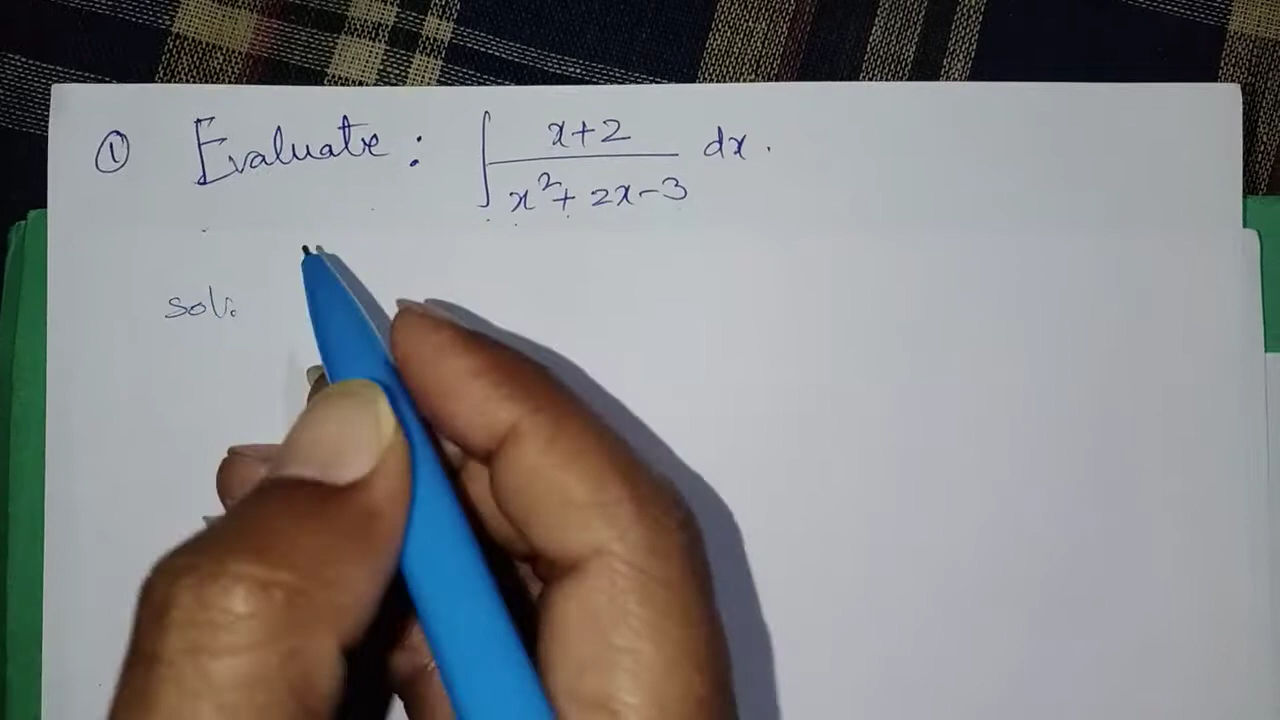 ① Evaluate : ∫ x+2 / x²+2x-3 dx.
Sol: